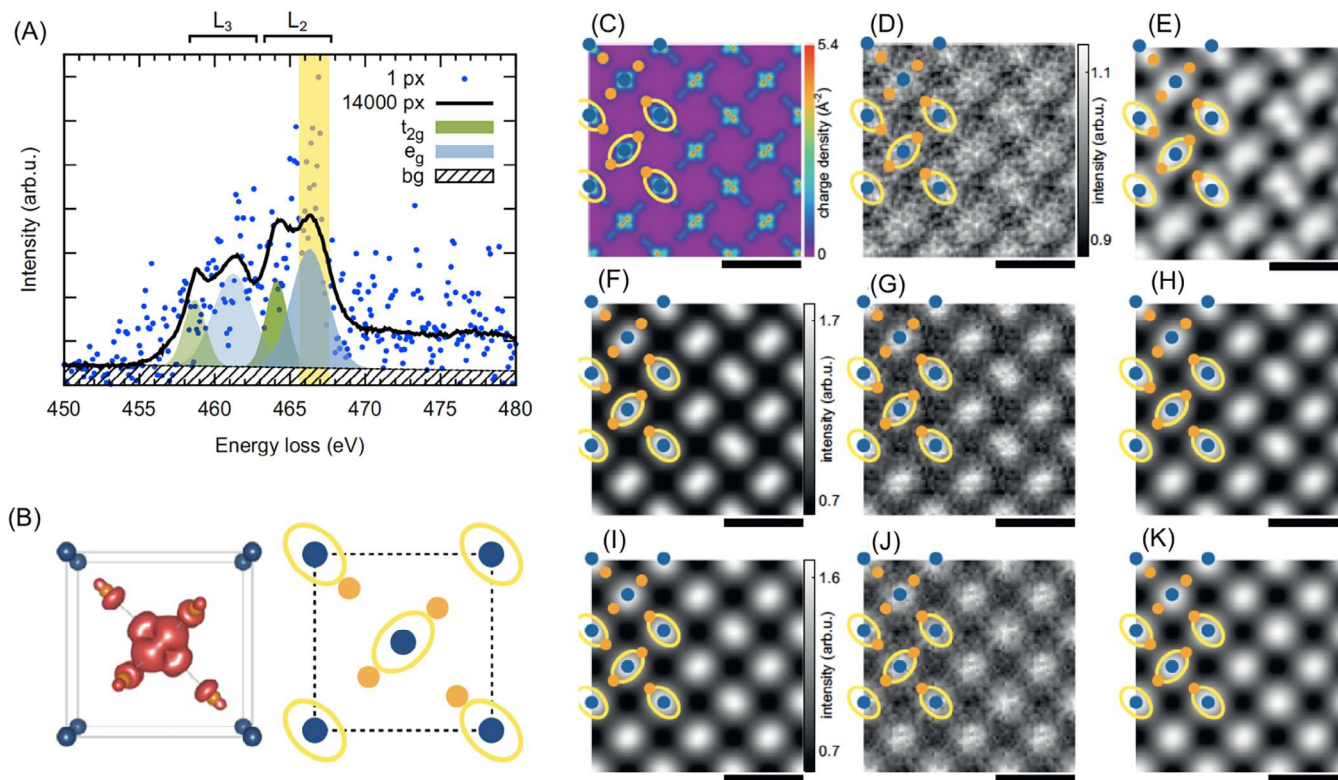 (A)
L3 L2
1 px
14000 px
t2g
eg
bg
Intensity (arb.u.)
450 455 460 465 470 475 480
Energy loss (eV)
(B)
(C)
5.4
charge density (Å-2)
0
(D)
1.1
intensity (arb.u.)
0.9
(E)
(F)
1.7
intensity (arb.u.)
0.7
(G)
(H)
(I)
1.6
intensity (arb.u.)
0.7
(J)
(K)